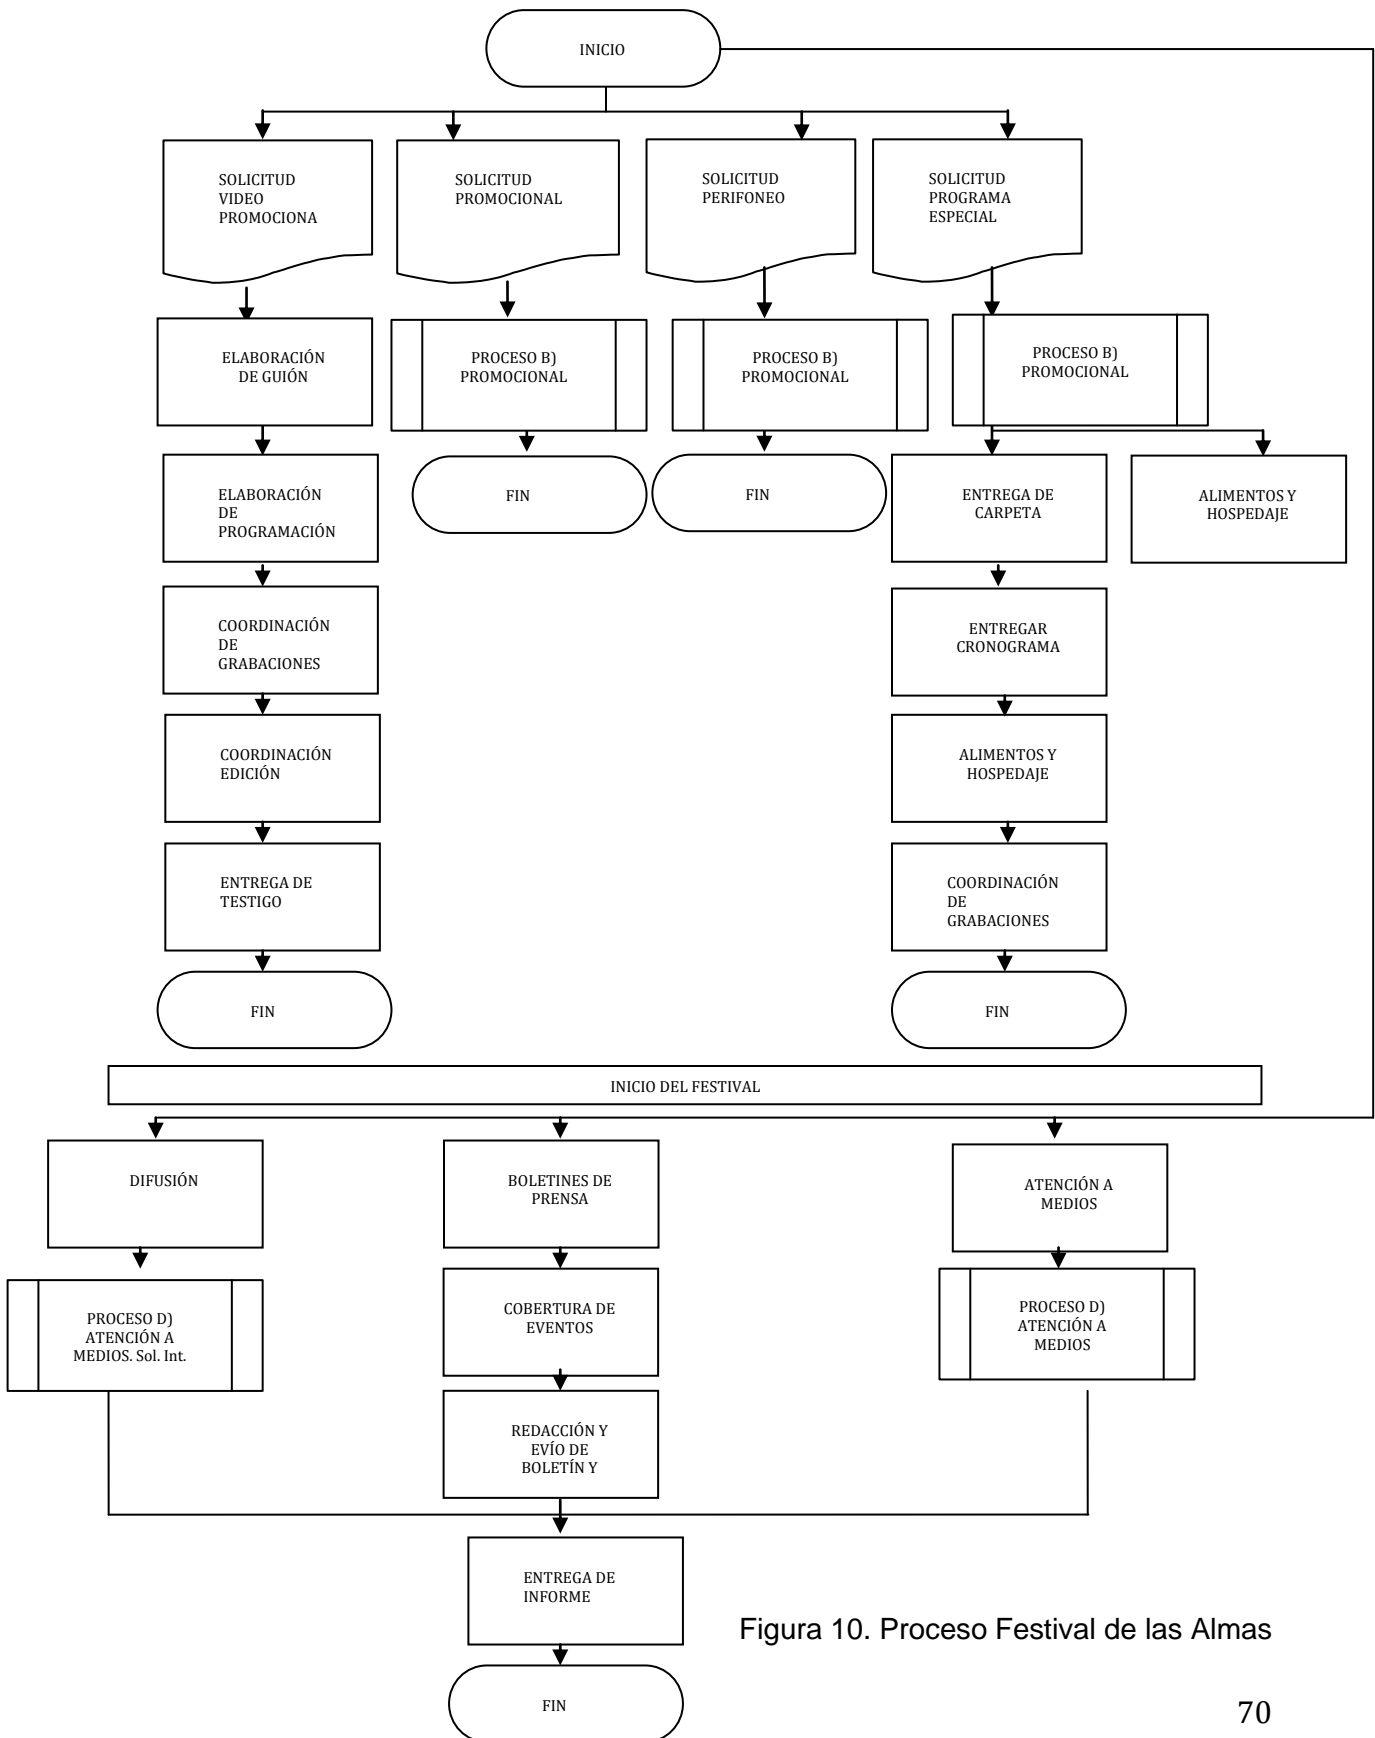 INICIO
SOLICITUD
VIDEO
PROMOCIONA
SOLICITUD
PROMOCIONAL
SOLICITUD
PERIFONEO
SOLICITUD
PROGRAMA
ESPECIAL
ELABORACIÓN
DE GUIÓN
PROCESO B)
PROMOCIONAL
PROCESO B)
PROMOCIONAL
PROCESO B)
PROMOCIONAL
ELABORACIÓN
DE
PROGRAMACIÓN
FIN
FIN
ENTREGA DE
CARPETA
ALIMENTOS Y
HOSPEDAJE
COORDINACIÓN
DE
GRABACIONES
ENTREGAR
CRONOGRAMA
COORDINACIÓN
EDICIÓN
ALIMENTOS Y
HOSPEDAJE
ENTREGA DE
TESTIGO
COORDINACIÓN
DE
GRABACIONES
FIN
FIN
INICIO DEL FESTIVAL
DIFUSIÓN
BOLETINES DE
PRENSA
ATENCIÓN A
MEDIOS
PROCESO D)
ATENCIÓN A
MEDIOS. Sol. Int.
COBERTURA DE
EVENTOS
PROCESO D)
ATENCIÓN A
MEDIOS
REDACCIÓN Y
EVÍO DE
BOLETÍN Y
ENTREGA DE
INFORME
FIN
Figura 10. Proceso Festival de las Almas
70